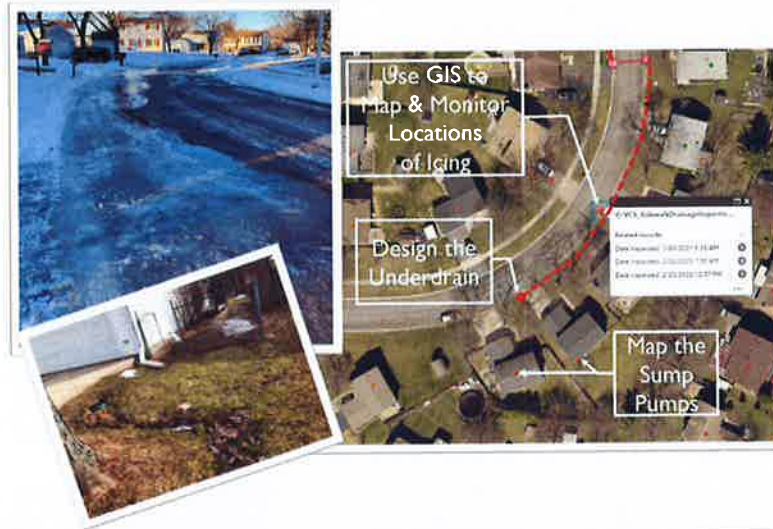 Use GIS to
Map & Monitor
Locations
of Icing
Design the
Underdrain
Map the
Sump
Pumps